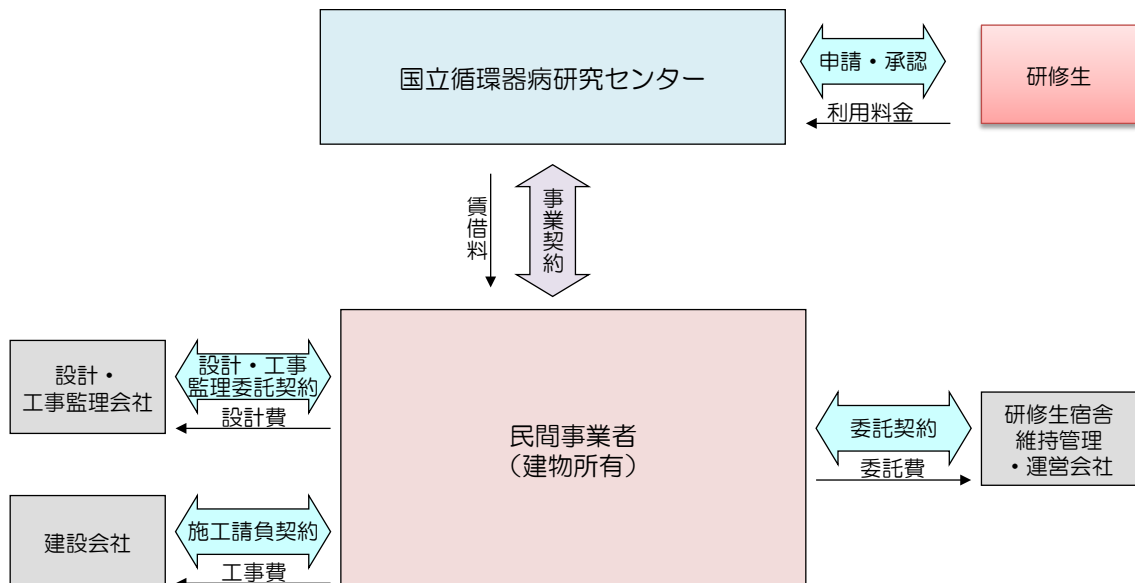 国立循環器病研究センター
申請・承認
利用料金
研修生
賃借料
事業契約
設計・
工事監理会社
設計・工事
監理委託契約
設計費
民間事業者
（建物所有）
委託契約
委託費
研修生宿舎
維持管理
・運営会社
建設会社
施工請負契約
工事費